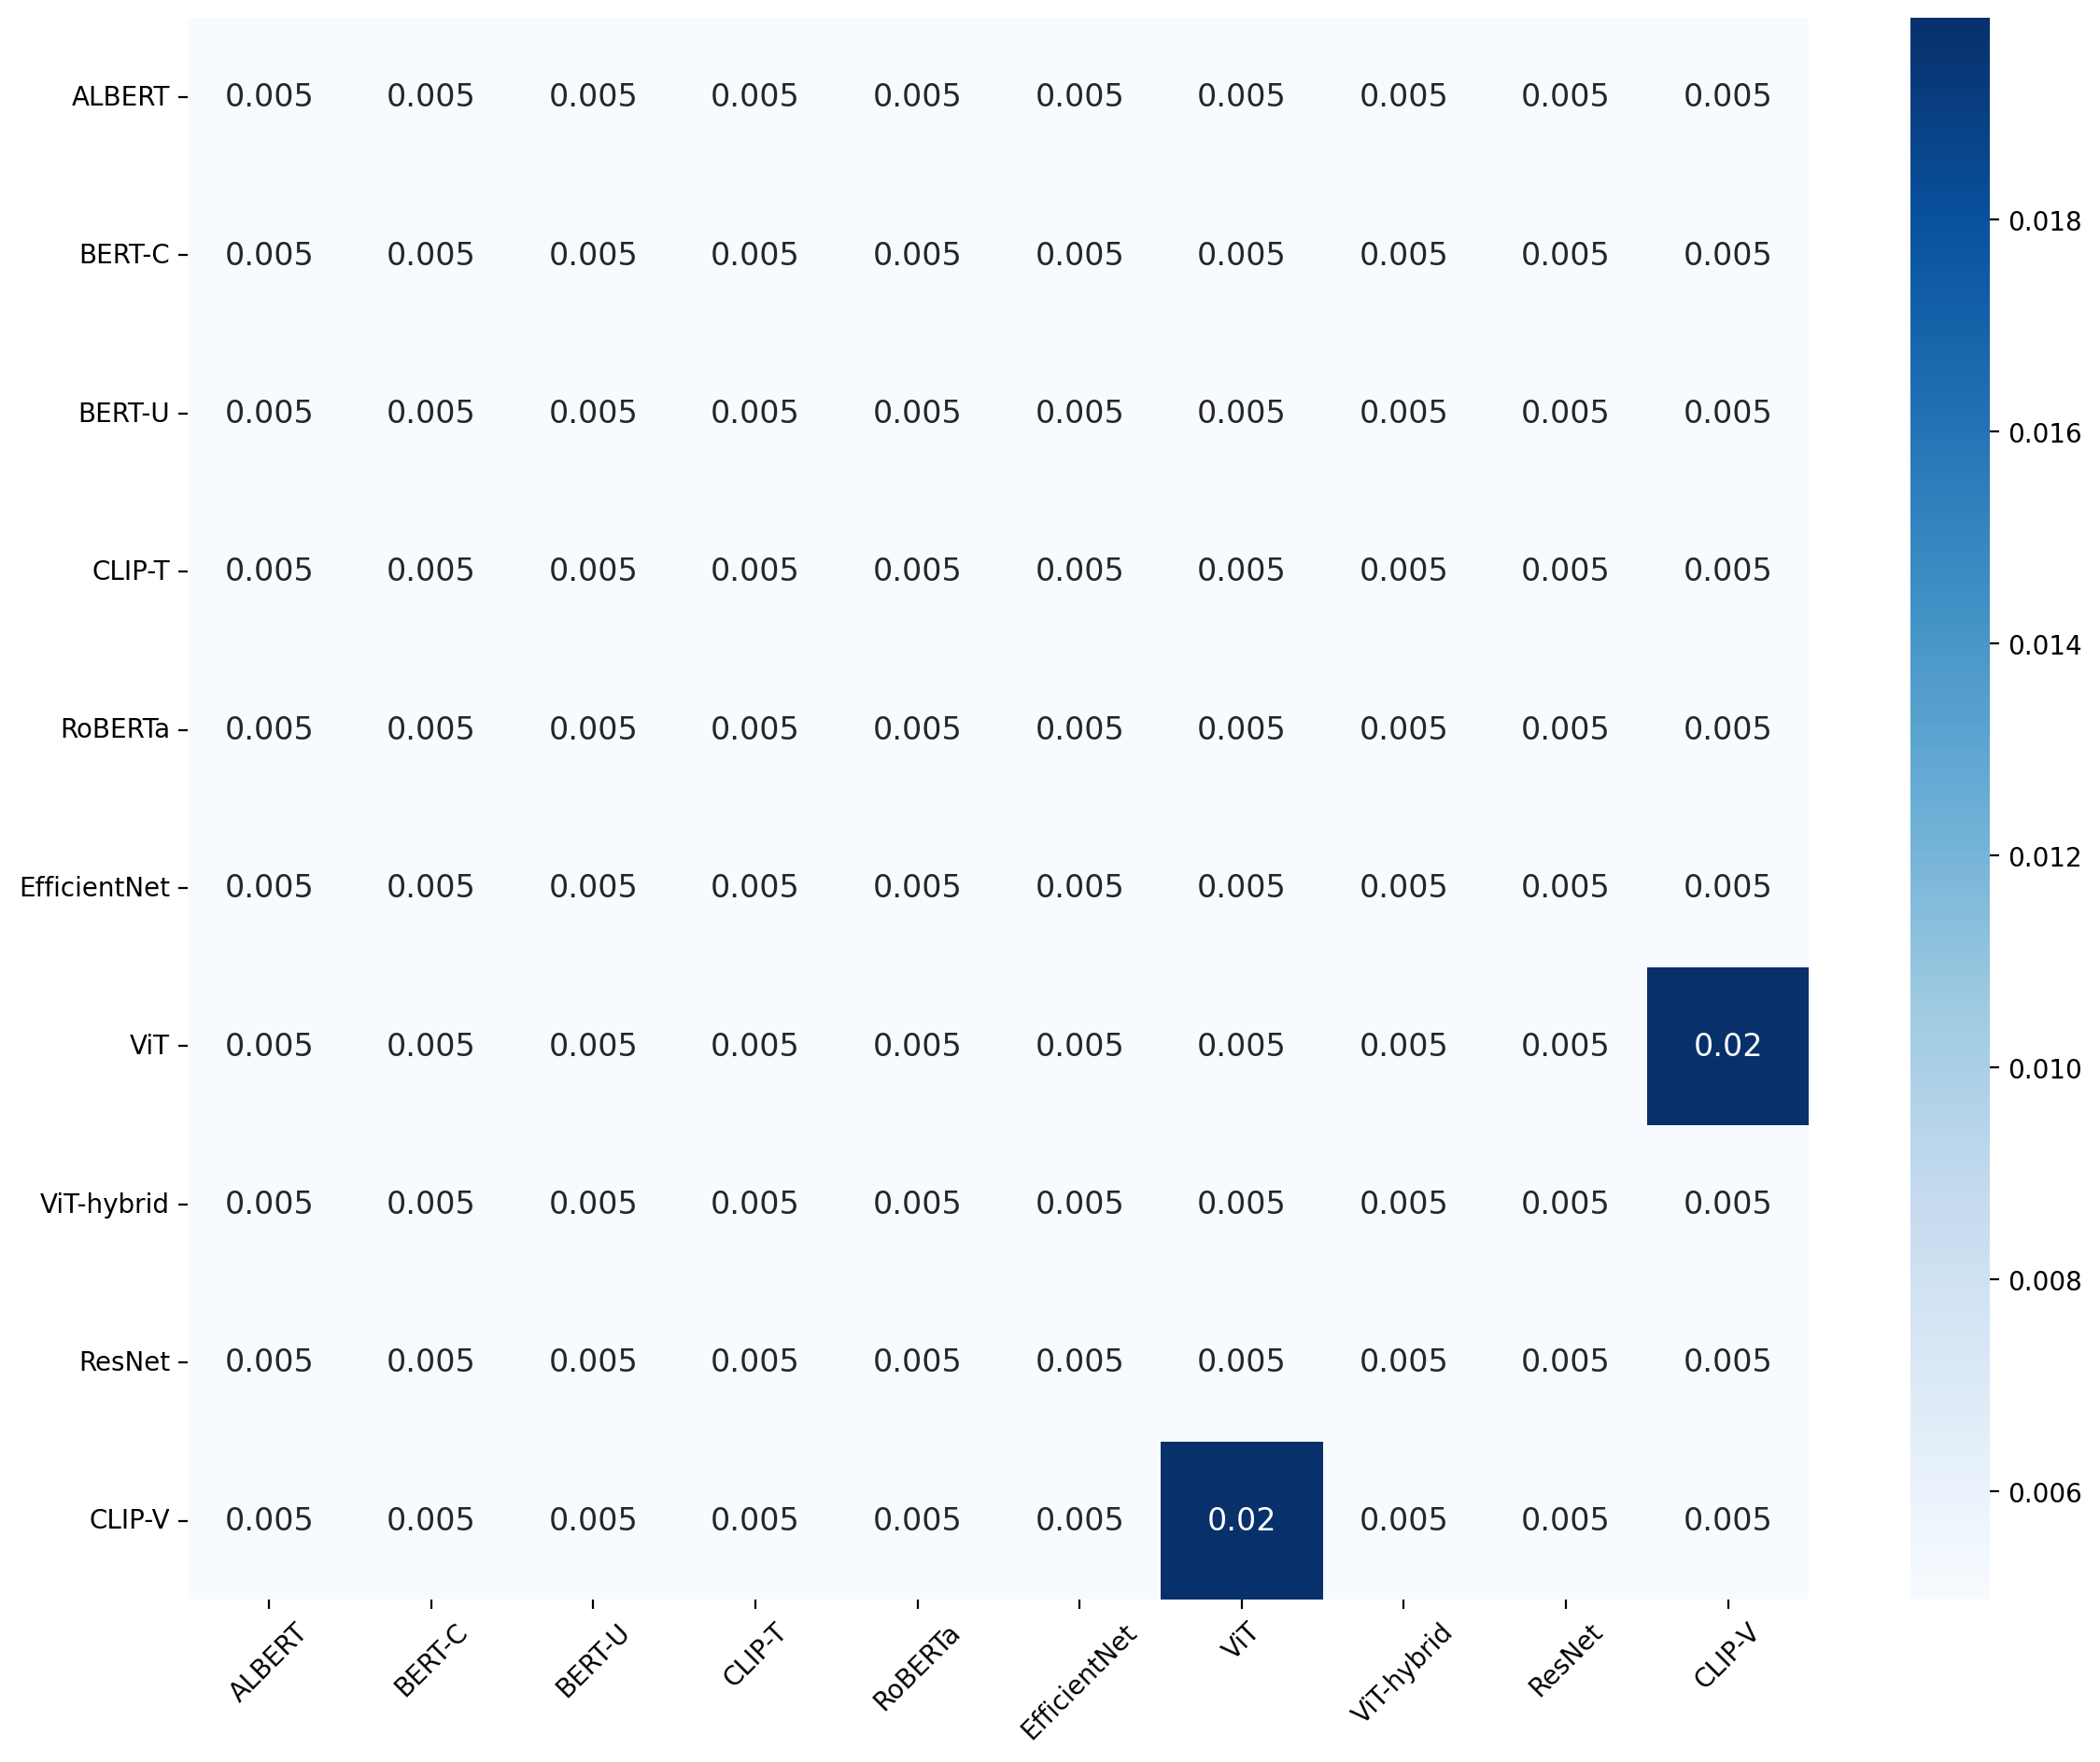 ALBERT 0.005 0.005 0.005 0.005 0.005 0.005 0.005 0.005 0.005 0.005
BERT-C 0.005 0.005 0.005 0.005 0.005 0.005 0.005 0.005 0.005 0.005
BERT-U 0.005 0.005 0.005 0.005 0.005 0.005 0.005 0.005 0.005 0.005
CLIP-T 0.005 0.005 0.005 0.005 0.005 0.005 0.005 0.005 0.005 0.005
RoBERTa 0.005 0.005 0.005 0.005 0.005 0.005 0.005 0.005 0.005 0.005
EfficientNet 0.005 0.005 0.005 0.005 0.005 0.005 0.005 0.005 0.005 0.005
ViT 0.005 0.005 0.005 0.005 0.005 0.005 0.005 0.005 0.005 0.02
ViT-hybrid 0.005 0.005 0.005 0.005 0.005 0.005 0.005 0.005 0.005 0.005
ResNet 0.005 0.005 0.005 0.005 0.005 0.005 0.005 0.005 0.005 0.005
CLIP-V 0.005 0.005 0.005 0.005 0.005 0.005 0.02 0.005 0.005 0.005
ALBERT BERT-C BERT-U CLIP-T RoBERTa EfficientNet ViT ViT-hybrid ResNet CLIP-V
0.018
0.016
0.014
0.012
0.010
0.008
0.006